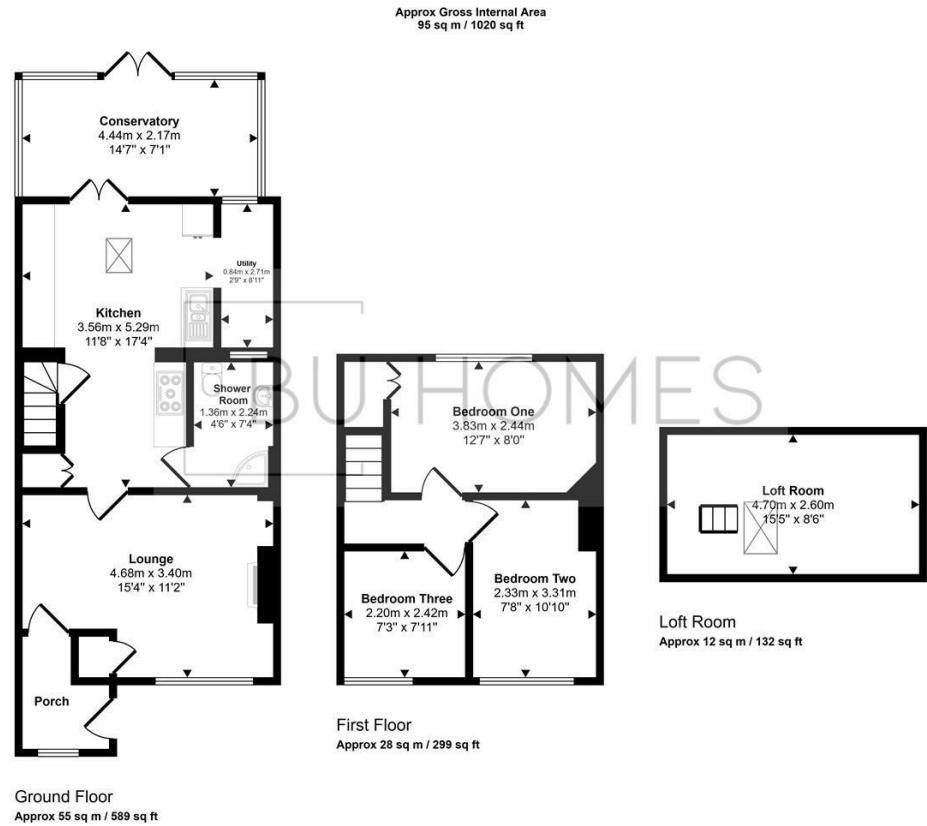 Approx Gross Internal Area
95 sq m / 1020 sq ft
Conservatory
4.44m x 2.17m
14'7" x 7'1"
Utility
0.84m x 2.71m
2'9" x 8'11"
Kitchen
3.56m x 5.29m
11'8" x 17'4"
Shower
Room
1.36m x 2.24m
4'6" x 7'4"
Lounge
4.68m x 3.40m
15'4" x 11'2"
Porch
Ground Floor
Approx 55 sq m / 589 sq ft
BU HOMES
Bedroom One
3.83m x 2.44m
12'7" x 8'0"
Bedroom Two
2.33m x 3.31m
7'8" x 10'10"
Bedroom Three
2.20m x 2.42m
7'3" x 7'11"
First Floor
Approx 28 sq m / 299 sq ft
Loft Room
4.70m x 2.60m
15'5" x 8'6"
Loft Room
Approx 12 sq m / 132 sq ft